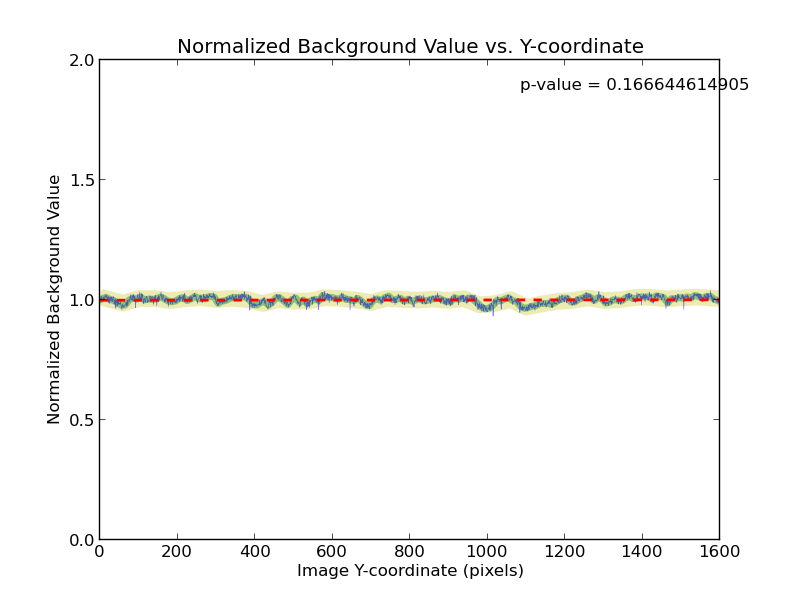 Normalized Background Value vs. Y-coordinate
p-value = 0.166644614905
2.0
1.5
1.0
0.5
0.0
Normalized Background Value
0 200 400 600 800 1000 1200 1400 1600
Image Y-coordinate (pixels)